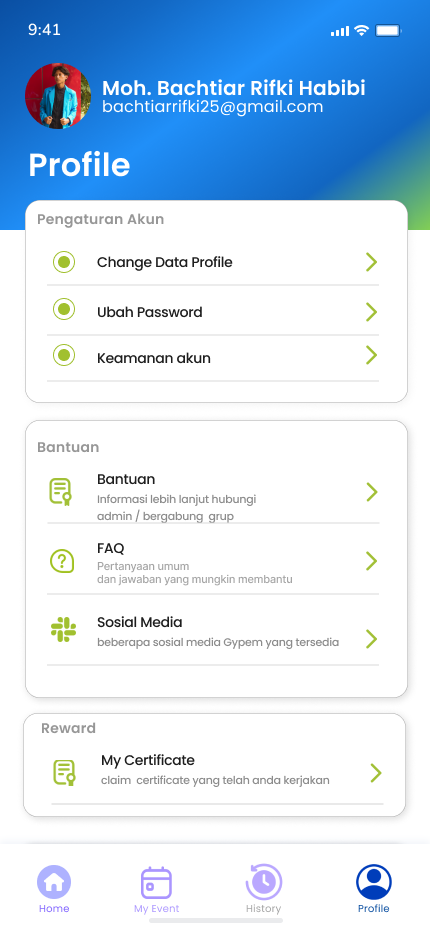 9:41
Moh. Bachtiar Rifki Habibi
bachtiarrifki25@gmail.com
Profile
Pengaturan Akun
Change Data Profile
Ubah Password
Keamanan akun
Bantuan
Bantuan
Informasi lebih lanjut hubungi
admin / bergabung  grup
FAQ
Pertanyaan umum
dan jawaban yang mungkin membantu
Sosial Media
beberapa sosial media Gypem yang tersedia
Reward
My Certificate
claim  certificate yang telah anda kerjakan
Home
My Event
History
Profile